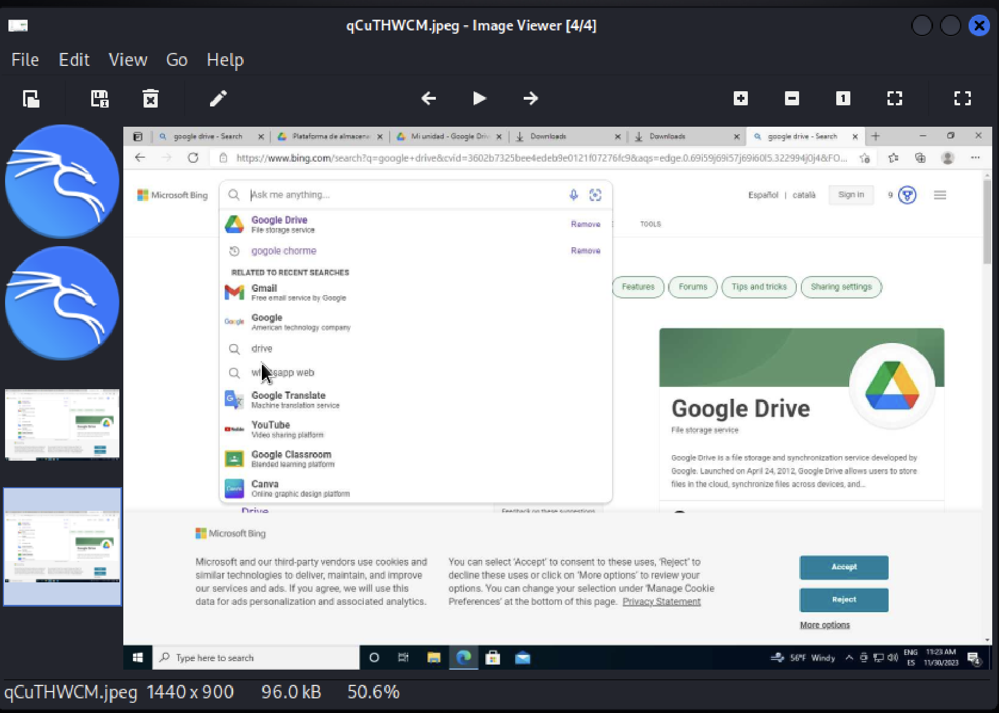 qCuTHWCM.jpeg - Image Viewer [4/4]
File Edit View Go Help
google drive - Search
Plataforma de almacena
Mi unidad - Google Driv
Downloads
Downloads
google drive - Search
https://www.bing.com/search?q=google+drive&cvid=3602b7325bee4edeb9e0121f07276fc9&aqs=edge.0.69i59j69i57j69i60l5.322994j0j4&FO...
Microsoft Bing
Ask me anything...
Español | català
Sign in
9
Google Drive
File storage service
Remove
TOOLS
gogole chorme
Remove
RELATED TO RECENT SEARCHES
Gmail
Free email service by Google
Google
American technology company
drive
whatsapp web
Google Translate
Machine translation service
YouTube
Video sharing platform
Google Classroom
Blended learning platform
Canva
Online graphic design platform
Features
Forums
Tips and tricks
Sharing settings
Google Drive
File storage service
Google Drive is a file storage and synchronization service developed by
Google. Launched on April 24, 2012, Google Drive allows users to store
files in the cloud, synchronize files across devices, and...
Drive
Feedback on these suggestions
Microsoft Bing
Microsoft and our third-party vendors use cookies and
similar technologies to deliver, maintain, and improve
our services and ads. If you agree, we will use this
data for ads personalization and associated analytics.
You can select 'Accept' to consent to these uses, 'Reject' to
decline these uses or click on 'More options' to review your
options. You can change your selection under 'Manage Cookie
Preferences' at the bottom of this page. Privacy Statement
Accept
Reject
More options
Type here to search
56°F Windy
ENG
ES
11:23 AM
11/30/2023
4
qCuTHWCM.jpeg 1440 x 900 96.0 kB 50.6%